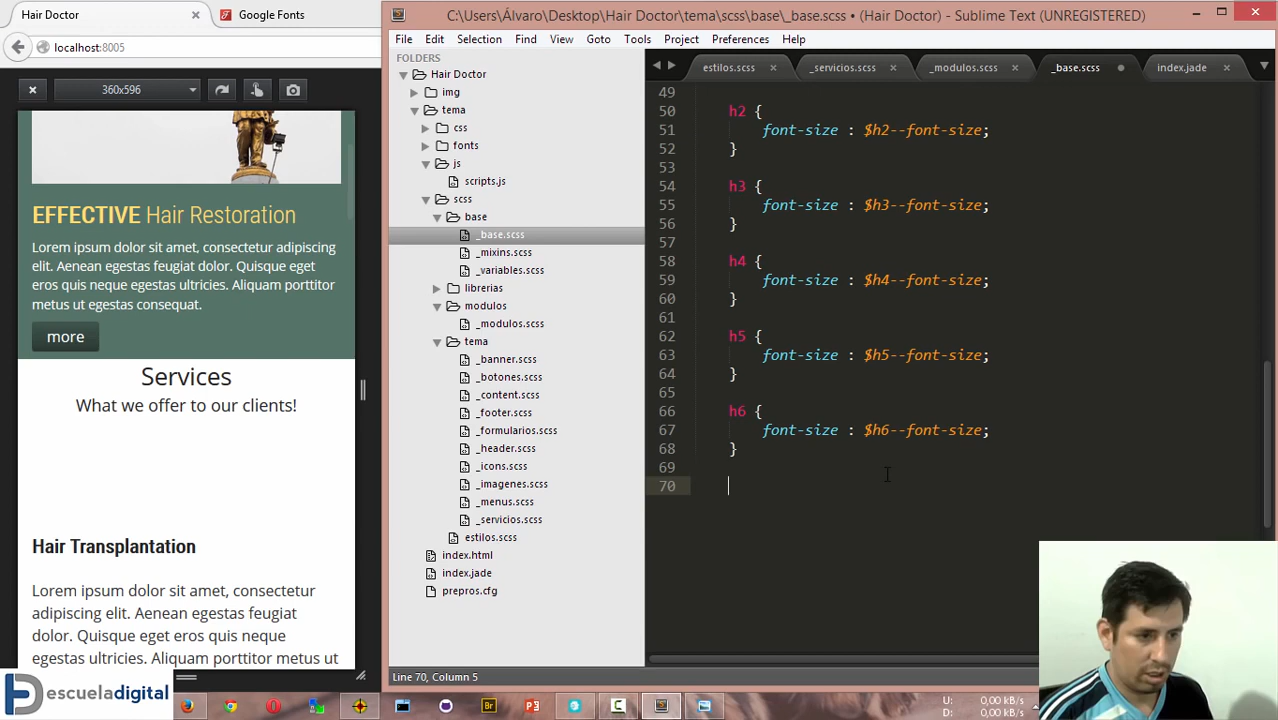 Hair Doctor
Google Fonts
C:\Users\Álvaro\Desktop\Hair Doctor\tema\scss\base\_base.scss • (Hair Doctor) - Sublime Text (UNREGISTERED)
localhost:8005
File Edit Selection Find View Goto Tools Project Preferences Help
360x596
FOLDERS
Hair Doctor
img
tema
css
fonts
js
scripts.js
scss
base
_base.scss
_mixins.scss
_variables.scss
librerias
modulos
_modulos.scss
tema
_banner.scss
_botones.scss
_content.scss
_footer.scss
_formularios.scss
_header.scss
_icons.scss
_imagenes.scss
_menus.scss
_servicios.scss
estilos.scss
index.html
index.jade
prepros.cfg
estilos.scss _servicios.scss _modulos.scss _base.scss index.jade
49
50 h2 {
51 font-size : $h2--font-size;
52 }
53
54 h3 {
55 font-size : $h3--font-size;
56 }
57
58 h4 {
59 font-size : $h4--font-size;
60 }
61
62 h5 {
63 font-size : $h5--font-size;
64 }
65
66 h6 {
67 font-size : $h6--font-size;
68 }
69
70
EFFECTIVE Hair Restoration
Lorem ipsum dolor sit amet, consectetur adipiscing
elit. Aenean egestas feugiat dolor. Quisque eget
eros quis neque egestas ultricies. Aliquam porttitor
metus ut egestas consequat.
more
Services
What we offer to our clients!
Hair Transplantation
Lorem ipsum dolor sit amet, consectetur
adipiscing elit. Aenean egestas feugiat
dolor. Quisque eget eros quis neque
egestas ultricies. Aliquam porttitor metus ut
Line 70, Column 5
escueladigital
U: 0,00 kB/s
D: 0,00 kB/s